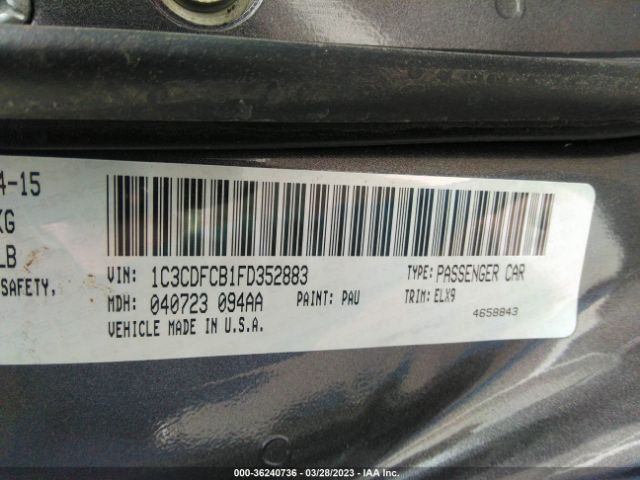 4-15
KG
LB
SAFETY,
VIN: 1C3CDFCB1FD352883
TYPE: PASSENGER CAR
MDH: 040723 094AA
PAINT: PAU
TRIM: ELX9
VEHICLE MADE IN U.S.A.
4658843
000-36240736 - 03/28/2023 - IAA Inc.